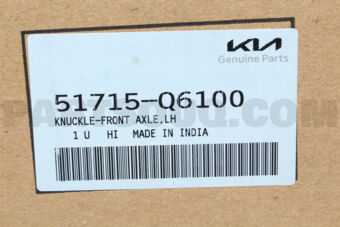 KIA
Genuine Parts
51715-Q6100
KNUCKLE-FRONT AXLE,LH
1 U HI MADE IN INDIA